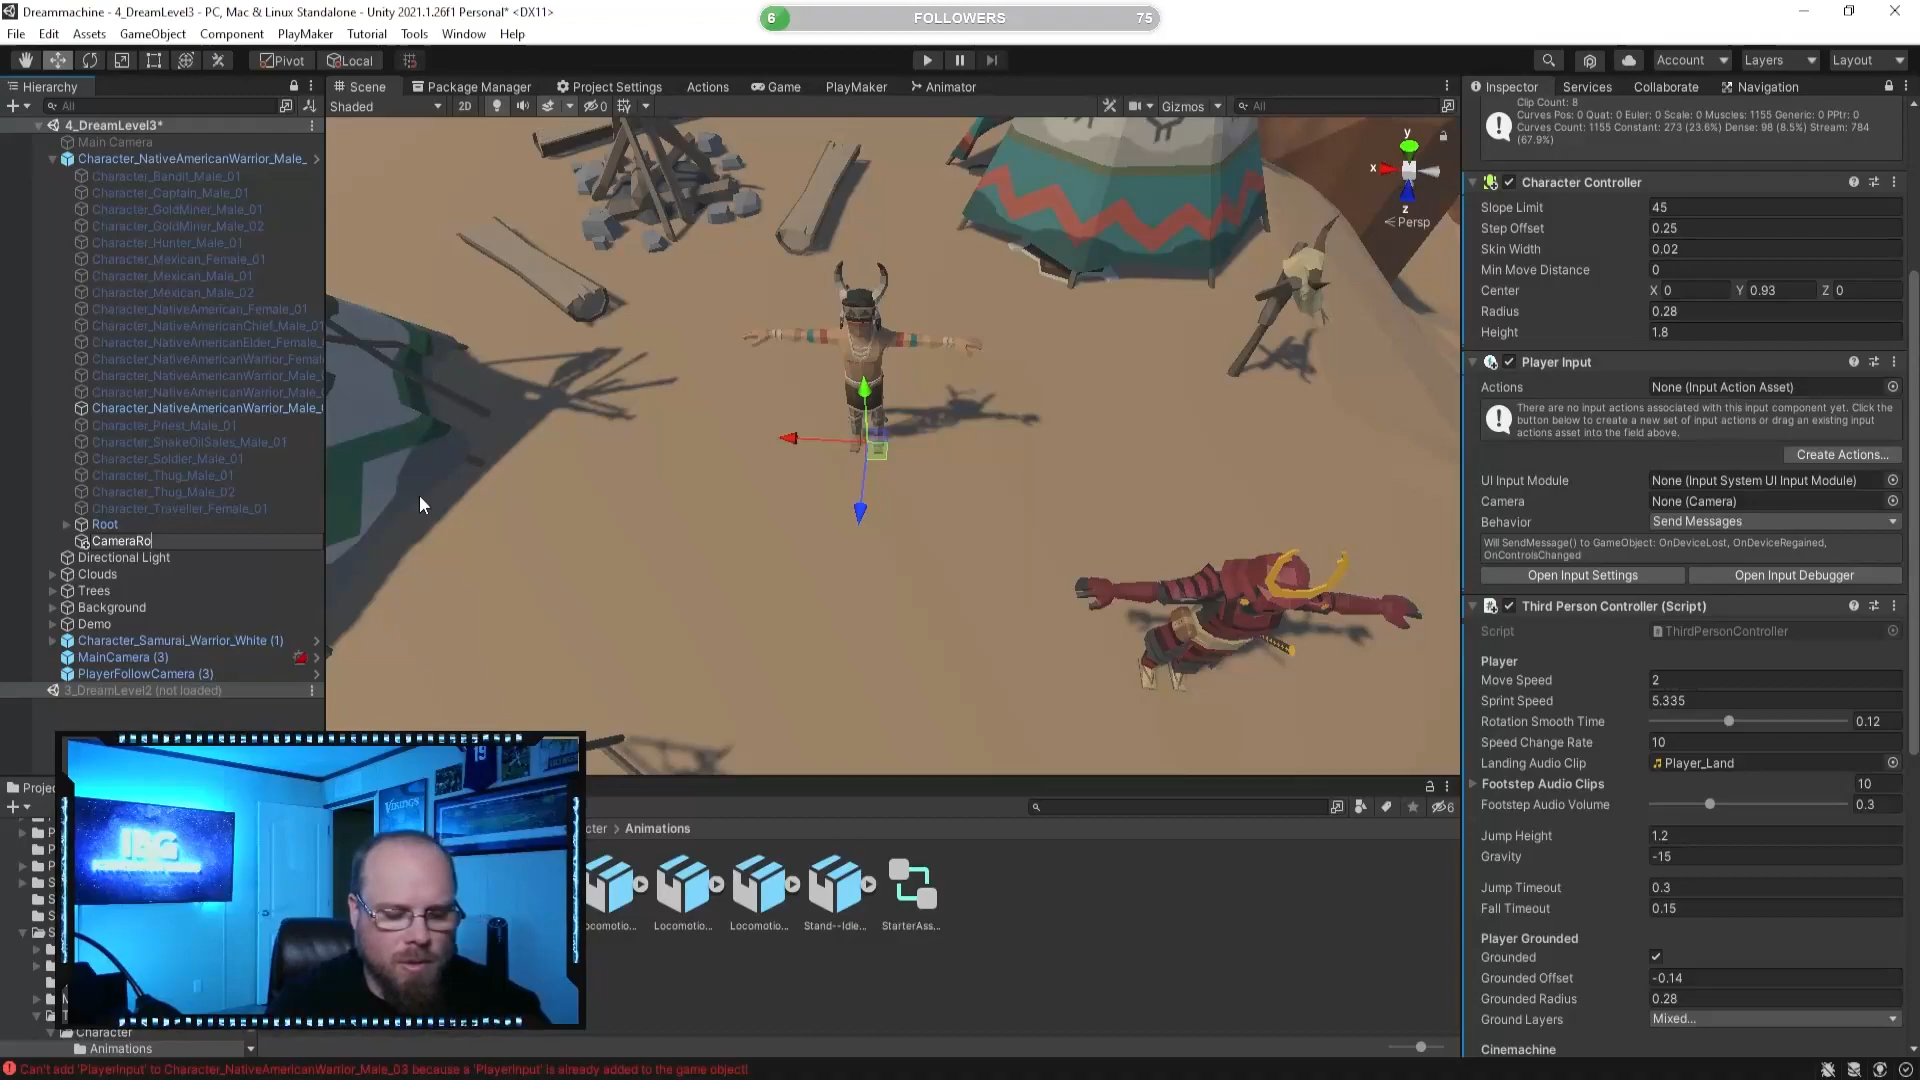 Dreammachine - 4_DreamLevel3 - PC, Mac & Linux Standalone - Unity 2021.1.26f1 Personal* <DX11>
6 FOLLOWERS 75
File Edit Assets GameObject Component PlayMaker Tutorial Tools Window Help
Pivot Local Account Layers Layout
Hierarchy
Scene Package Manager Project Settings Actions Game PlayMaker Animator
Inspector Services Collaborate Navigation
All
Shaded 2D 0 Gizmos All
4_DreamLevel3*
Main Camera
Character_NativeAmericanWarrior_Male_
Character_Bandit_Male_01
Character_Captain_Male_01
Character_GoldMiner_Male_01
Character_GoldMiner_Male_02
Character_Hunter_Male_01
Character_Mexican_Female_01
Character_Mexican_Male_01
Character_Mexican_Male_02
Character_NativeAmerican_Female_01
Character_NativeAmericanChief_Male_01
Character_NativeAmericanElder_Female_
Character_NativeAmericanWarrior_Female
Character_NativeAmericanWarrior_Male_
Character_NativeAmericanWarrior_Male_
Character_NativeAmericanWarrior_Male_
Character_Priest_Male_01
Character_SnakeOilSales_Male_01
Character_Soldier_Male_01
Character_Thug_Male_01
Character_Thug_Male_02
Character_Traveller_Female_01
Root
CameraRo
Directional Light
Clouds
Trees
Background
Demo
Character_Samurai_Warrior_White (1)
MainCamera (3)
PlayerFollowCamera (3)
3_DreamLevel2 (not loaded)
y
x
z
Persp
Clip Count: 8
Curves Pos: 0 Quat: 0 Euler: 0 Scale: 0 Muscles: 1155 Generic: 0 PPtr: 0
Curves Count: 1155 Constant: 273 (23.6%) Dense: 98 (8.5%) Stream: 784
(67.9%)
Character Controller
Slope Limit 45
Step Offset 0.25
Skin Width 0.02
Min Move Distance 0
Center X 0 Y 0.93 Z 0
Radius 0.28
Height 1.8
Player Input
Actions None (Input Action Asset)
There are no input actions associated with this input component yet. Click the
button below to create a new set of input actions or drag an existing input
actions asset into the field above.
Create Actions...
UI Input Module None (Input System UI Input Module)
Camera None (Camera)
Behavior Send Messages
Will SendMessage() to GameObject: OnDeviceLost, OnDeviceRegained,
OnControlsChanged
Open Input Settings Open Input Debugger
Third Person Controller (Script)
Script ThirdPersonController
Player
Move Speed 2
Sprint Speed 5.335
Rotation Smooth Time 0.12
Speed Change Rate 10
Landing Audio Clip Player_Land
Footstep Audio Clips 10
Footstep Audio Volume 0.3
Jump Height 1.2
Gravity -15
Jump Timeout 0.3
Fall Timeout 0.15
Player Grounded
Grounded
Grounded Offset -0.14
Grounded Radius 0.28
Ground Layers Mixed...
Cinemachine
Projec
6
cter > Animations
ocomotio... Locomotio... Locomotio... Stand--Idle... StarterAss...
19
VIKINGS
IBG
Character
Animations
Can't add 'PlayerInput' to Character_NativeAmericanWarrior_Male_03 because a 'PlayerInput' is already added to the game object!